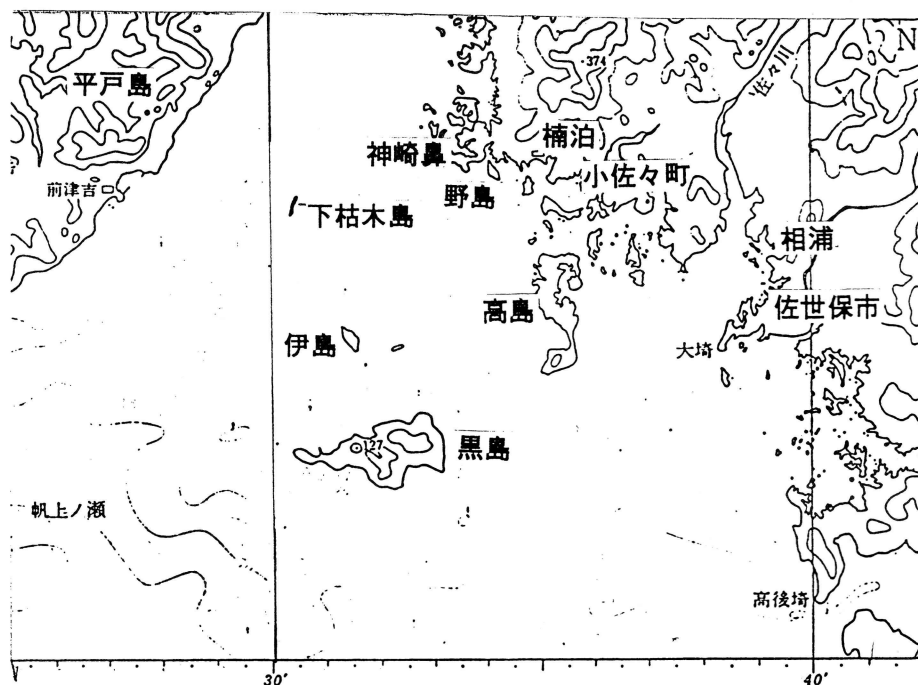 N
374
佐々川
平戸島
楠泊
神崎鼻
小佐々町
前津吉
野島
下枯木島
相浦
高島
佐世保市
伊島
大埼
127
黒島
帆上ノ瀬
高後埼
30'
40'